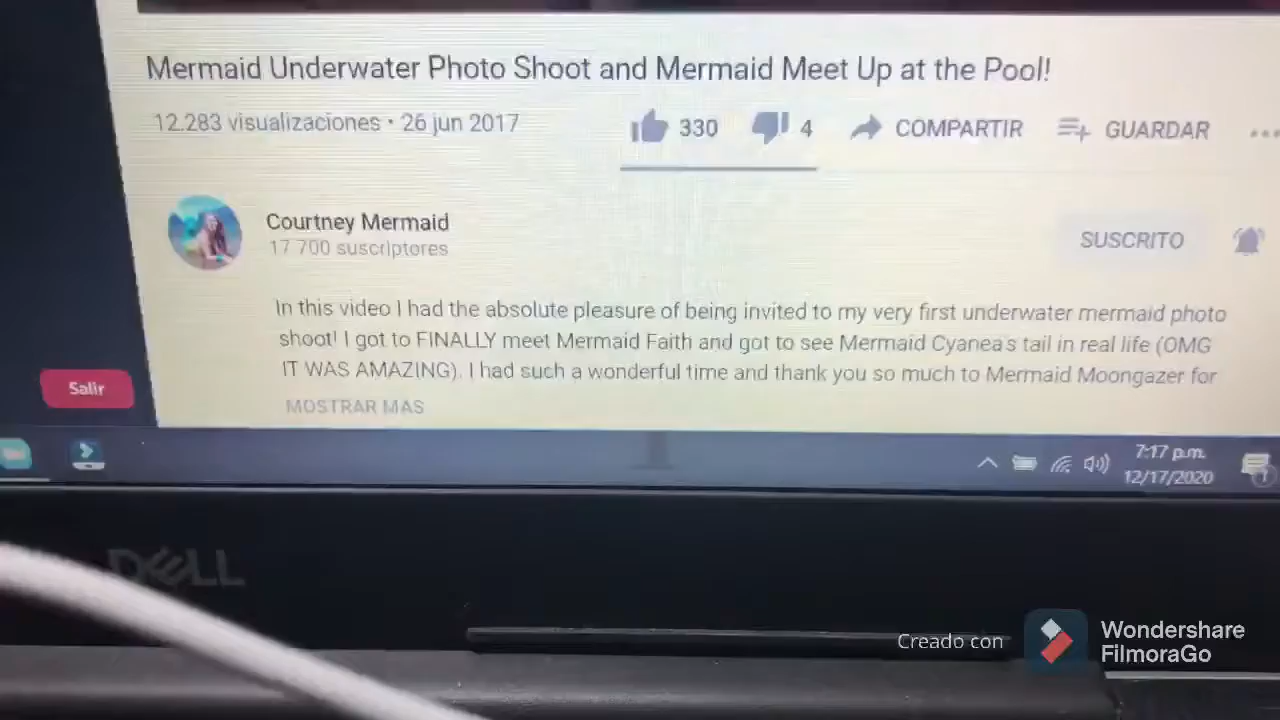 Mermaid Underwater Photo Shoot and Mermaid Meet Up at the Pool!
12.283 visualizaciones • 26 jun 2017
330
4
COMPARTIR
GUARDAR
Courtney Mermaid
17 700 suscriptores
SUSCRITO
In this video I had the absolute pleasure of being invited to my very first underwater mermaid photo
shoot! I got to FINALLY meet Mermaid Faith and got to see Mermaid Cyanea's tail in real life (OMG
IT WAS AMAZING). I had such a wonderful time and thank you so much to Mermaid Moongazer for
MOSTRAR MÁS
Salir
7:17 p.m.
12/17/2020
1
DELL
Creado con
Wondershare
FilmoraGo